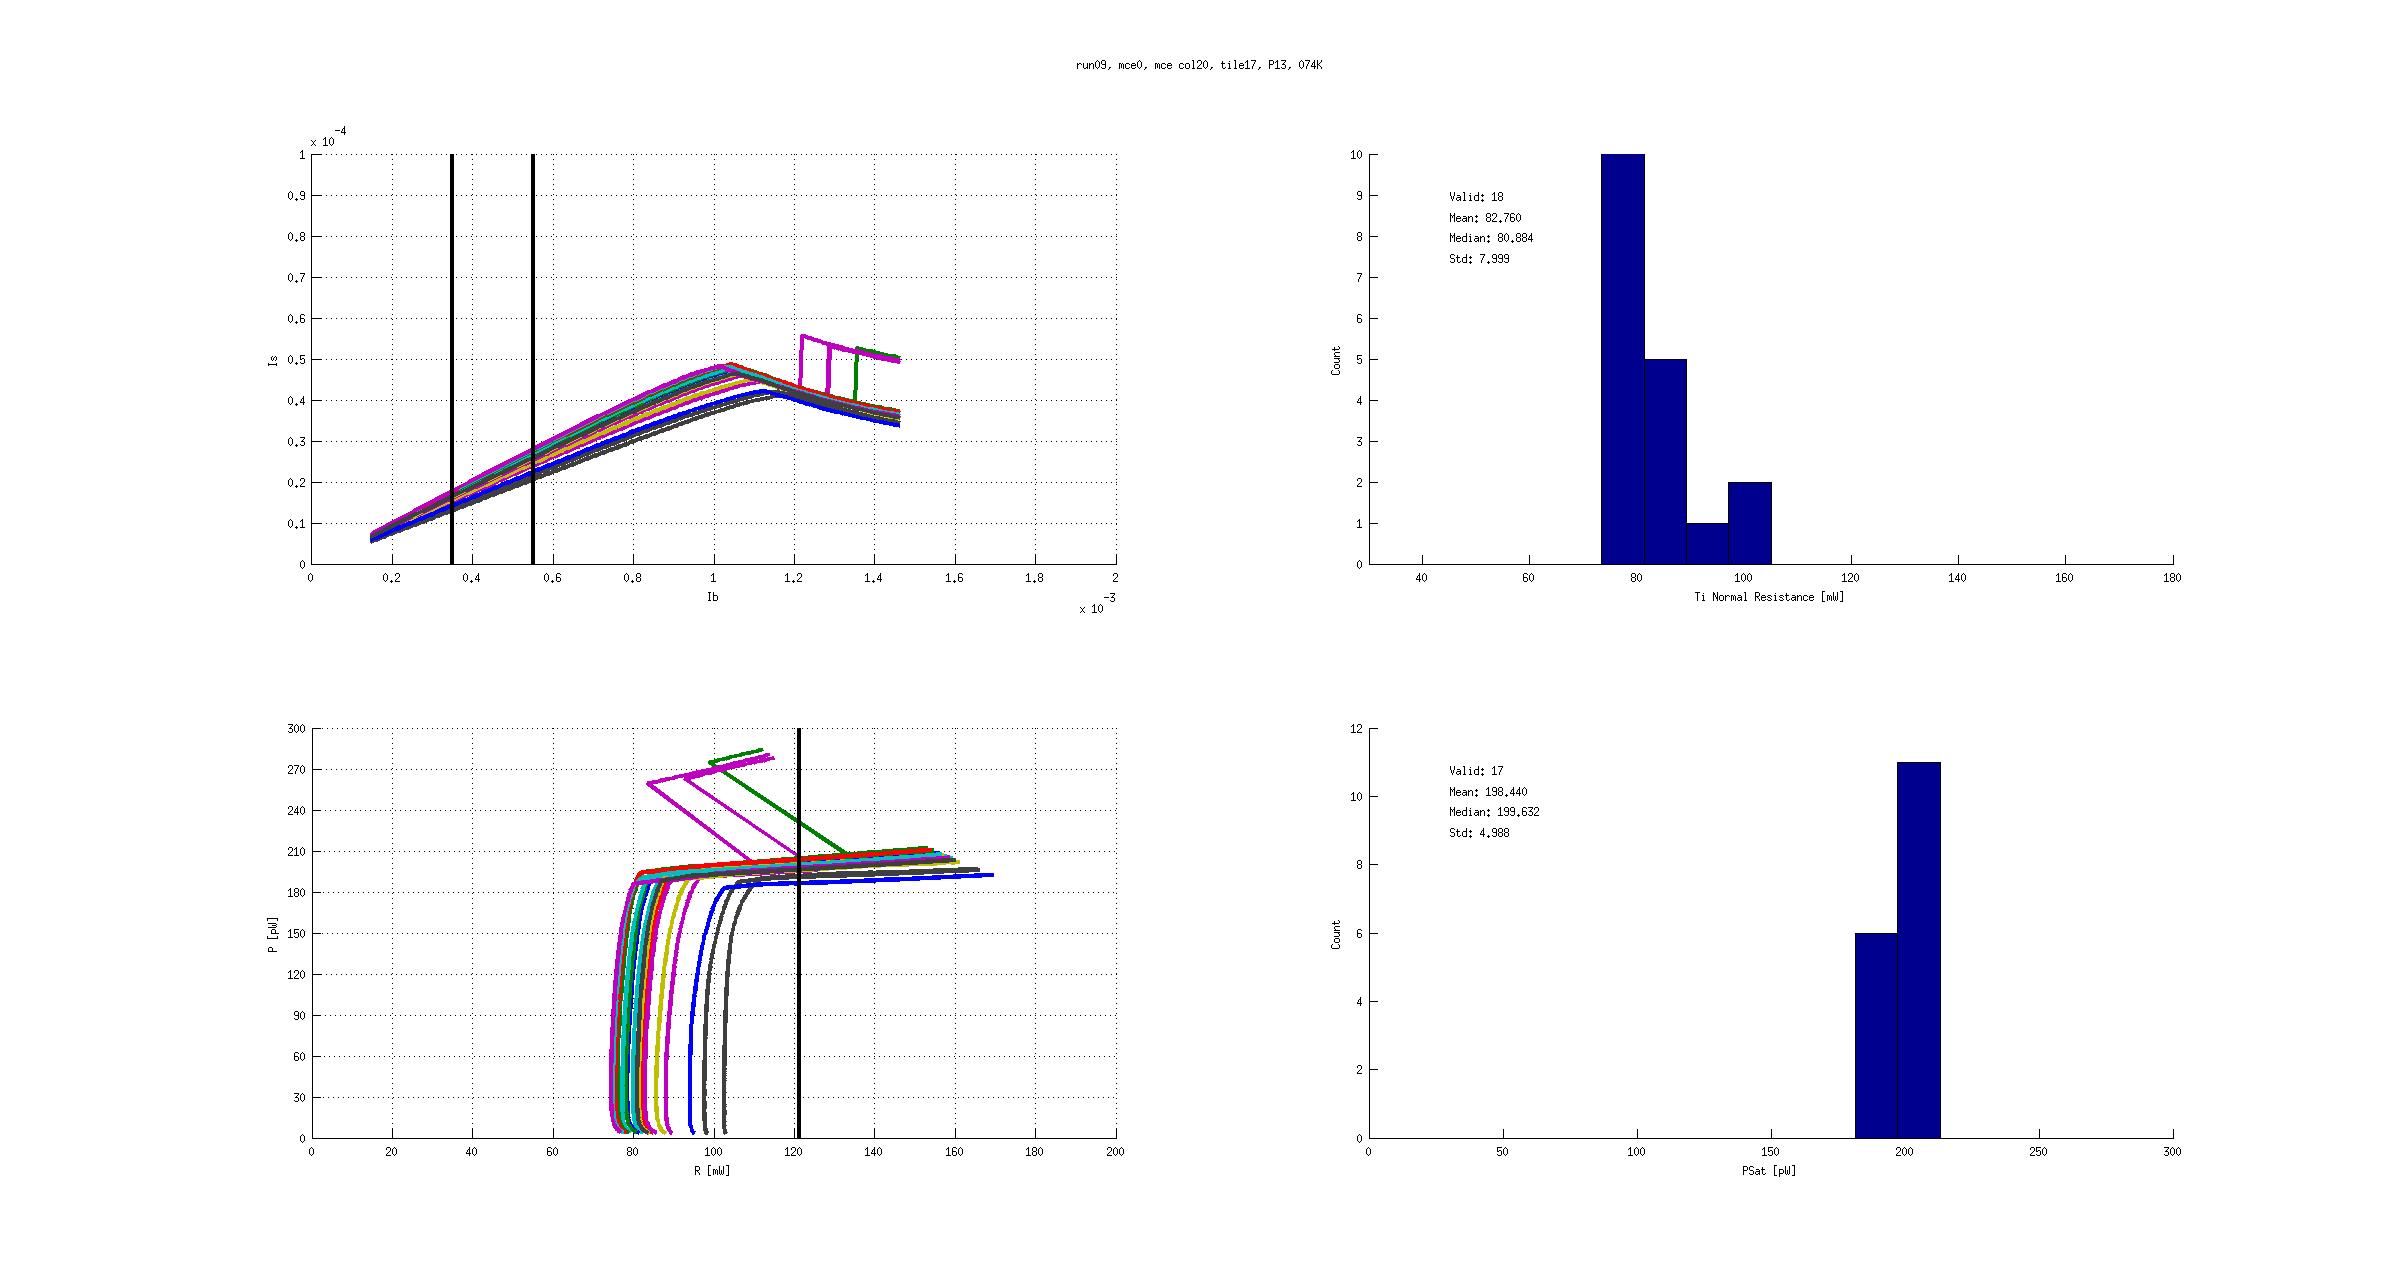 run09, mce0, mce col20, tile17, P13, 074K
x 10
-4
1
0.9
0.8
0.7
0.6
0.5
0.4
0.3
0.2
0.1
0
Is
0 0.2 0.4 0.6 0.8 1 1.2 1.4 1.6 1.8 2
Ib
x 10
-3
10
9
8
7
6
5
4
3
2
1
0
Count
Valid: 18
Mean: 82.760
Median: 80.884
Std: 7.999
40 60 80 100 120 140 160 180
Ti Normal Resistance [mW]
300
270
240
210
180
150
120
90
60
30
0
P [pW]
0 20 40 60 80 100 120 140 160 180 200
R [mW]
12
10
8
6
4
2
0
Count
Valid: 17
Mean: 198.440
Median: 199.632
Std: 4.988
0 50 100 150 200 250 300
PSat [pW]